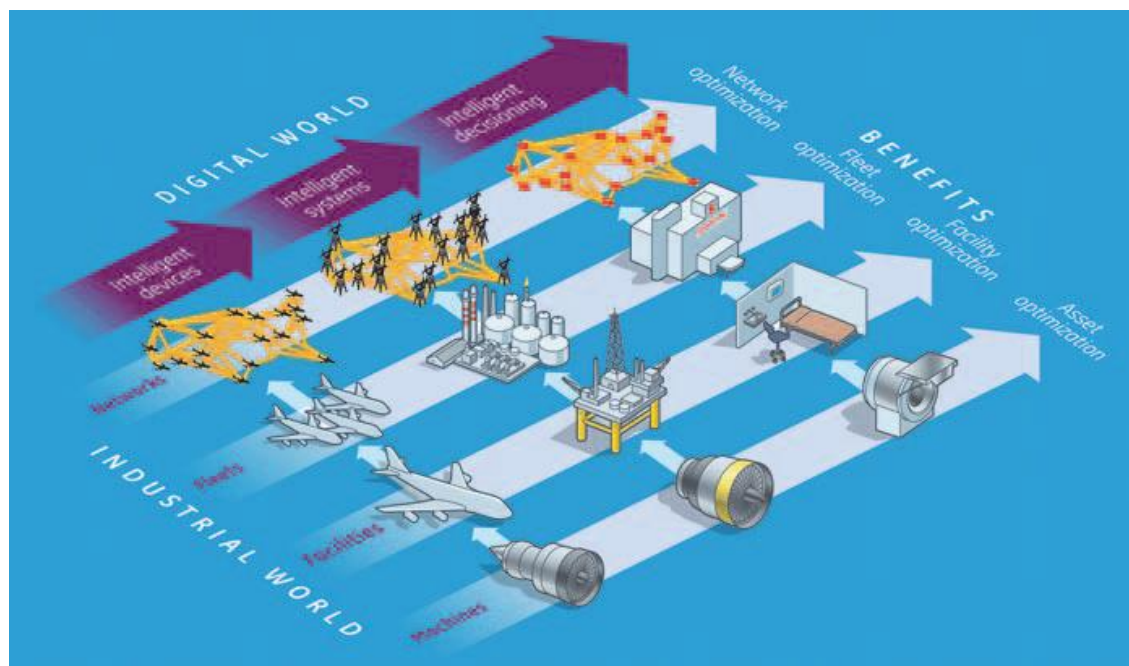 DIGITAL WORLD
Intelligent
devices
Intelligent
systems
Intelligent
decisioning
Network
optimization
Fleet
optimization
Facility
optimization
Asset
optimization
BENEFITS
Networks
Fleets
Facilities
Machines
INDUSTRIAL WORLD